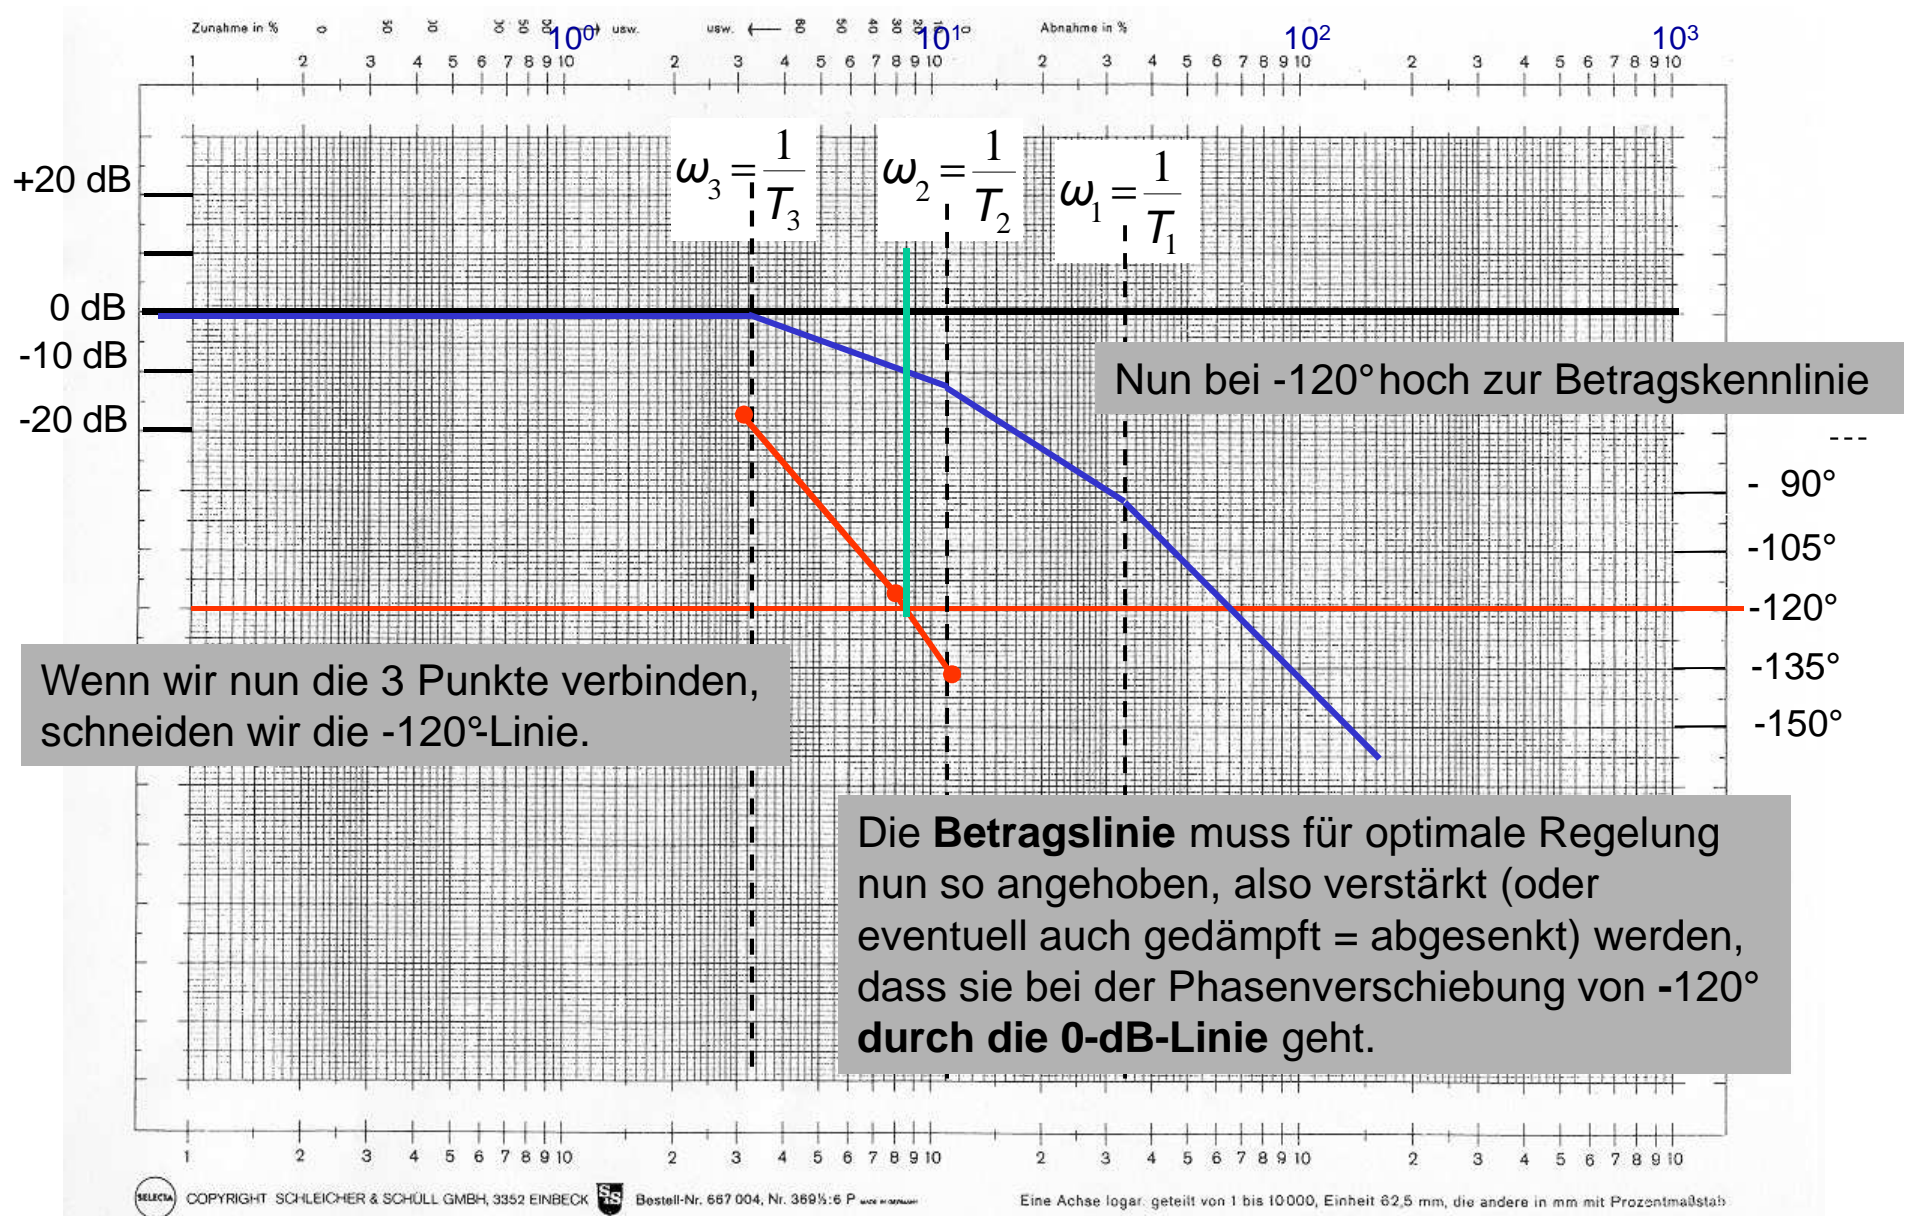 Zunahme in % usw. usw. Abnahme in %
10⁰ 10¹ 10² 10³
1 2 3 4 5 6 7 8 9 10 2 3 4 5 6 7 8 9 10 2 3 4 5 6 7 8 9 10 2 3 4 5 6 7 8 9 10
ω₃ = 1/T₃
ω₂ = 1/T₂
ω₁ = 1/T₁
+20 dB
0 dB
-10 dB
-20 dB
Nun bei -120° hoch zur Betragskennlinie
---
- 90°
-105°
-120°
-135°
-150°
Wenn wir nun die 3 Punkte verbinden,
schneiden wir die -120°-Linie.
Die Betragslinie muss für optimale Regelung
nun so angehoben, also verstärkt (oder
eventuell auch gedämpft = abgesenkt) werden,
dass sie bei der Phasenverschiebung von -120°
durch die 0-dB-Linie geht.
1 2 3 4 5 6 7 8 9 10 2 3 4 5 6 7 8 9 10 2 3 4 5 6 7 8 9 10 2 3 4 5 6 7 8 9 10
SELECTA COPYRIGHT SCHLEICHER & SCHÜLL GMBH, 3352 EINBECK S&S Bestell-Nr. 667 004, Nr. 369½:6 P
Eine Achse logar. geteilt von 1 bis 10000, Einheit 62,5 mm, die andere in mm mit Prozentmaßstab